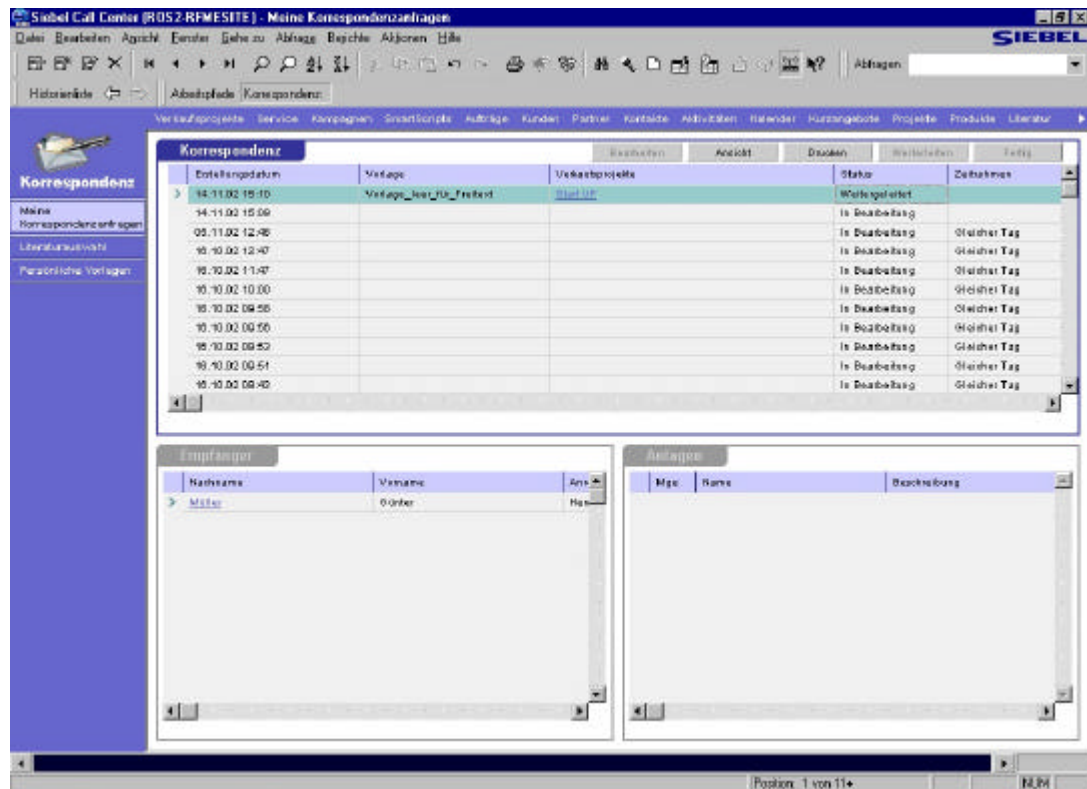 Siebel Call Center (ROS2-RFMESITE) - Meine Korrespondenzanfragen
Datei Bearbeiten Ansicht Fenster Gehe zu Abfrage Berichte Aktionen Hilfe
SIEBEL
Abfragen
Historienliste Arbeitspfade Korrespondenz
Verkaufsprojekte Service Kampagnen SmartScripts Aufträge Kunden Partner Kontakte Aktivitäten Kalender Kurzangebote Projekte Produkte Literatur
Korrespondenz
Meine Korrespondenzanfragen
Literaturauswahl
Persönliche Vorlagen
Korrespondenz Bearbeiten Ansicht Drucken Weiterleiten Fertig
Erstellungsdatum Vorlage Verkaufsprojekte Status Zeitrahmen
14.11.02 15:10 Vorlage_leer_für_Freitext Start UP Weitergeleitet
14.11.02 15:09 In Bearbeitung
05.11.02 12:46 In Bearbeitung Gleicher Tag
16.10.02 12:47 In Bearbeitung Gleicher Tag
16.10.02 11:47 In Bearbeitung Gleicher Tag
16.10.02 10:00 In Bearbeitung Gleicher Tag
16.10.02 09:56 In Bearbeitung Gleicher Tag
16.10.02 09:56 In Bearbeitung Gleicher Tag
16.10.02 09:53 In Bearbeitung Gleicher Tag
16.10.02 09:51 In Bearbeitung Gleicher Tag
16.10.02 09:49 In Bearbeitung Gleicher Tag
Empfänger
Nachname Vorname
Müller Günter
Anlagen
Mge Name Beschreibung
Position: 1 von 11+
NUM